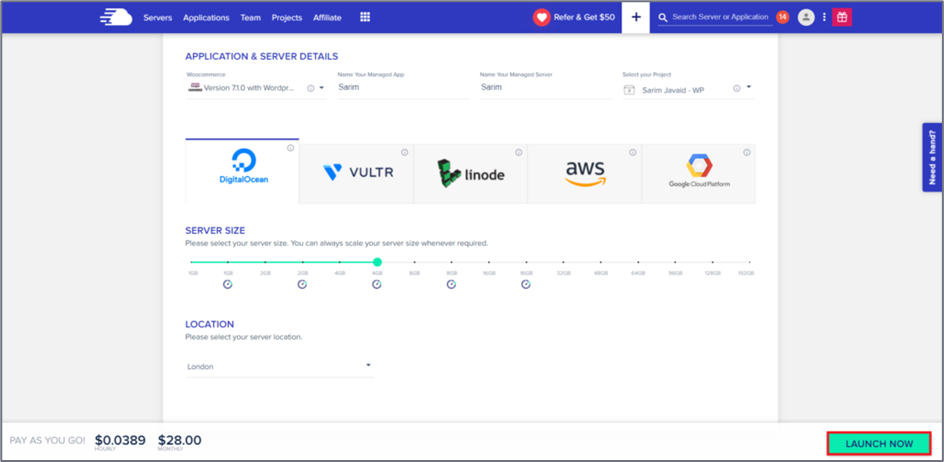 Servers Applications Team Projects Affiliate Refer & Get $50 + Search Server or Application 14
APPLICATION & SERVER DETAILS
Woocommerce Name Your Managed App Name Your Managed Server Select your Project
Version 7.1.0 with Wordpr... Sarim Sarim Sarim Javaid - WP
Need a hand?
DigitalOcean VULTR linode aws Google Cloud Platform
SERVER SIZE
Please select your server size. You can always scale your server size whenever required.
1GB 1GB 2GB 2GB 4GB 4GB 8GB 8GB 16GB 16GB 32GB 48GB 64GB 96GB 128GB 192GB
LOCATION
Please select your server location.
London
PAY AS YOU GO! $0.0389 $28.00 LAUNCH NOW
HOURLY MONTHLY